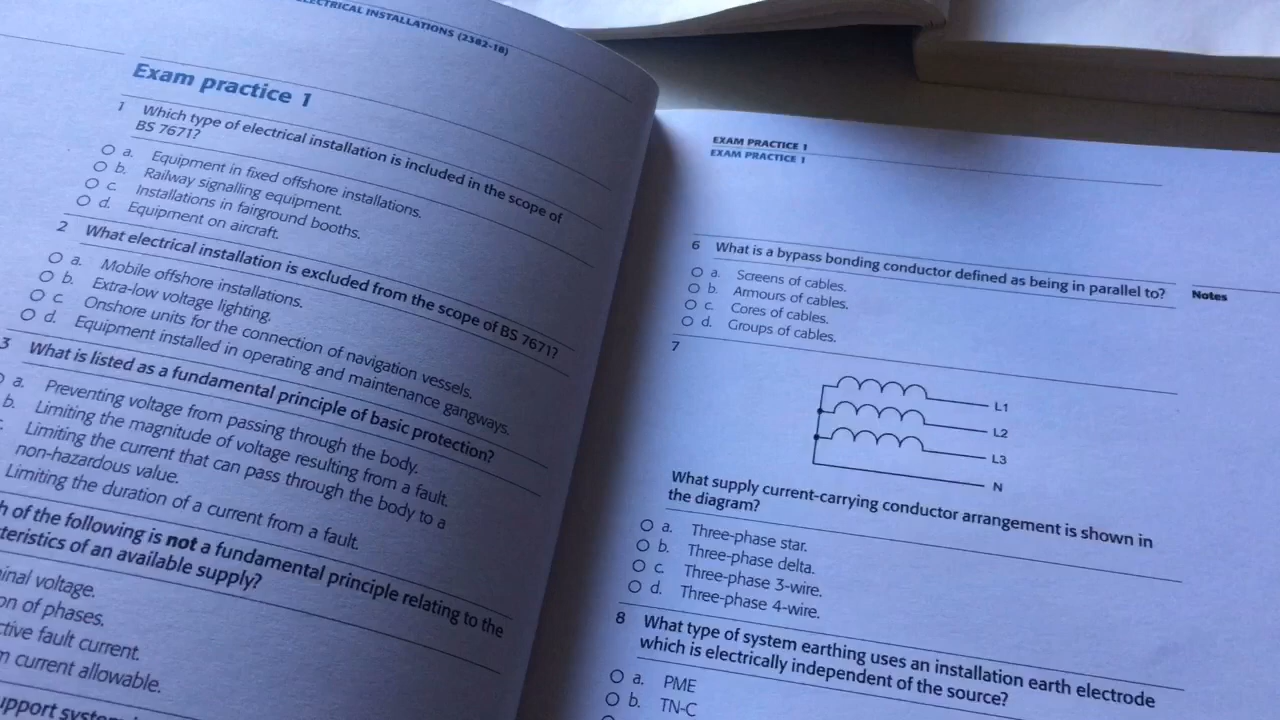 ELECTRICAL INSTALLATIONS (2382-18)
Exam practice 1
1 Which type of electrical installation is included in the scope of
BS 7671?
a. Equipment in fixed offshore installations.
b. Railway signalling equipment.
c. Installations in fairground booths.
d. Equipment on aircraft.
2 What electrical installation is excluded from the scope of BS 7671?
a. Mobile offshore installations.
b. Extra-low voltage lighting.
c. Onshore units for the connection of navigation vessels.
d. Equipment installed in operating and maintenance gangways.
3 What is listed as a fundamental principle of basic protection?
a. Preventing voltage from passing through the body.
b. Limiting the magnitude of voltage resulting from a fault.
Limiting the current that can pass through the body to a
non-hazardous value.
Limiting the duration of a current from a fault.
of the following is not a fundamental principle relating to the
of an available supply?
voltage.
of phases.
fault current.
current allowable.
EXAM PRACTICE 1
EXAM PRACTICE 1
6 What is a bypass bonding conductor defined as being in parallel to?
a. Screens of cables.
b. Armours of cables.
c. Cores of cables.
d. Groups of cables.
Notes
7
L1
L2
L3
N
What supply current-carrying conductor arrangement is shown in
the diagram?
a. Three-phase star.
b. Three-phase delta.
c. Three-phase 3-wire.
d. Three-phase 4-wire.
8 What type of system earthing uses an installation earth electrode
which is electrically independent of the source?
a. PME
b. TN-C